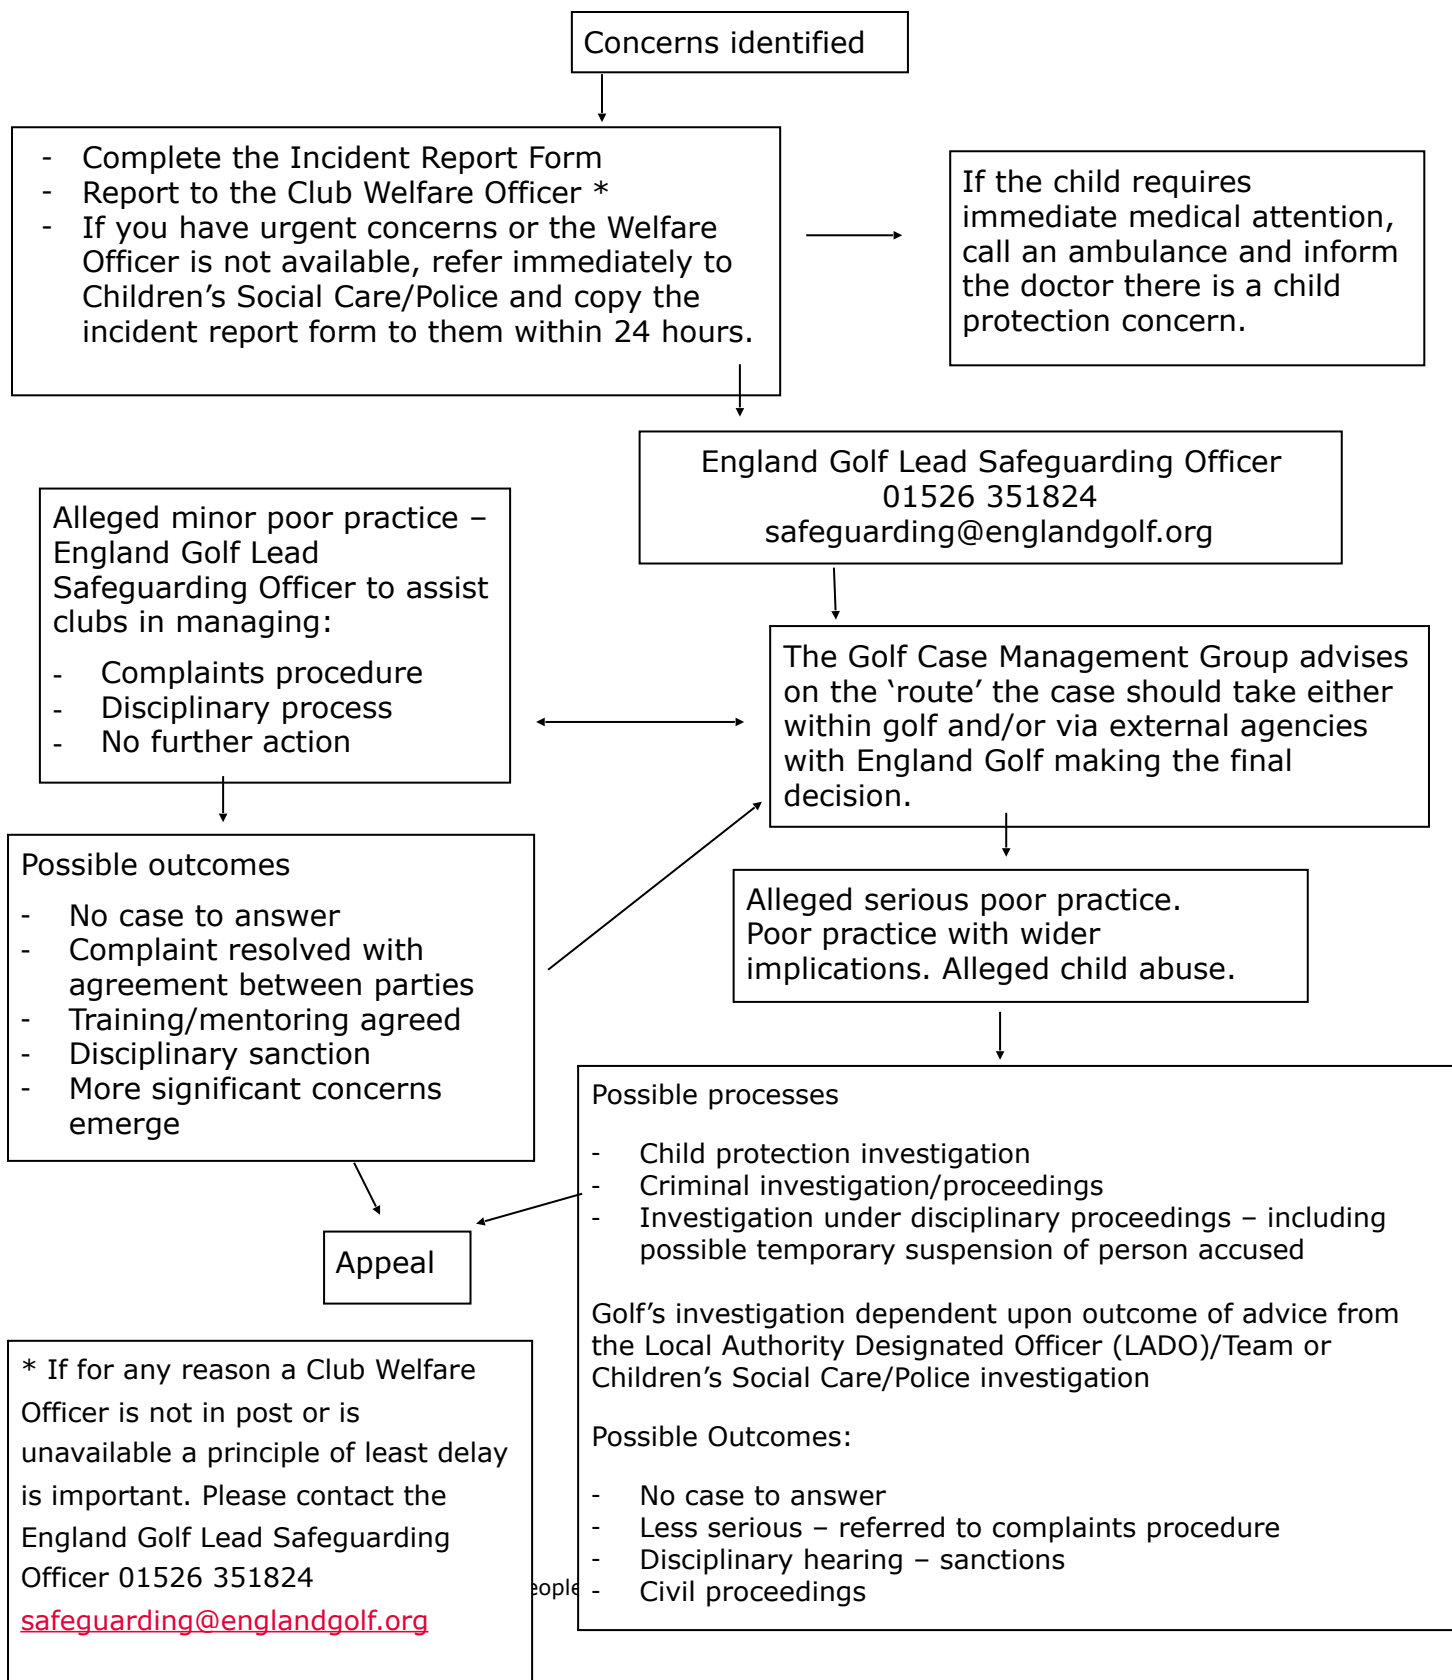 Concerns identified
- Complete the Incident Report Form
- Report to the Club Welfare Officer *
- If you have urgent concerns or the Welfare
Officer is not available, refer immediately to
Children’s Social Care/Police and copy the
incident report form to them within 24 hours.
If the child requires
immediate medical attention,
call an ambulance and inform
the doctor there is a child
protection concern.
England Golf Lead Safeguarding Officer
01526 351824
safeguarding@englandgolf.org
Alleged minor poor practice –
England Golf Lead
Safeguarding Officer to assist
clubs in managing:
- Complaints procedure
- Disciplinary process
- No further action
The Golf Case Management Group advises
on the ‘route’ the case should take either
within golf and/or via external agencies
with England Golf making the final
decision.
Possible outcomes
- No case to answer
- Complaint resolved with
agreement between parties
- Training/mentoring agreed
- Disciplinary sanction
- More significant concerns
emerge
Alleged serious poor practice.
Poor practice with wider
implications. Alleged child abuse.
Possible processes
- Child protection investigation
- Criminal investigation/proceedings
- Investigation under disciplinary proceedings – including
possible temporary suspension of person accused
Golf’s investigation dependent upon outcome of advice from
the Local Authority Designated Officer (LADO)/Team or
Children’s Social Care/Police investigation
Possible Outcomes:
- No case to answer
- Less serious – referred to complaints procedure
- Disciplinary hearing – sanctions
- Civil proceedings
Appeal
* If for any reason a Club Welfare
Officer is not in post or is
unavailable a principle of least delay
is important. Please contact the
England Golf Lead Safeguarding
Officer 01526 351824
safeguarding@englandgolf.org